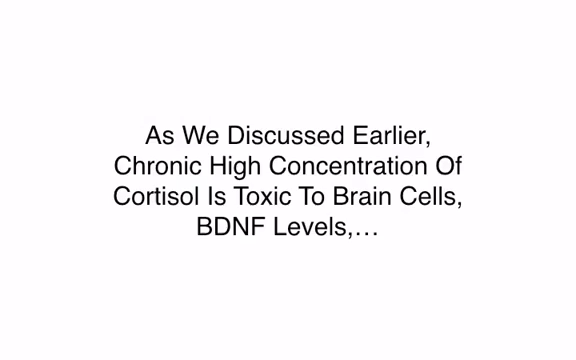 As We Discussed Earlier,
Chronic High Concentration Of
Cortisol Is Toxic To Brain Cells,
BDNF Levels,…